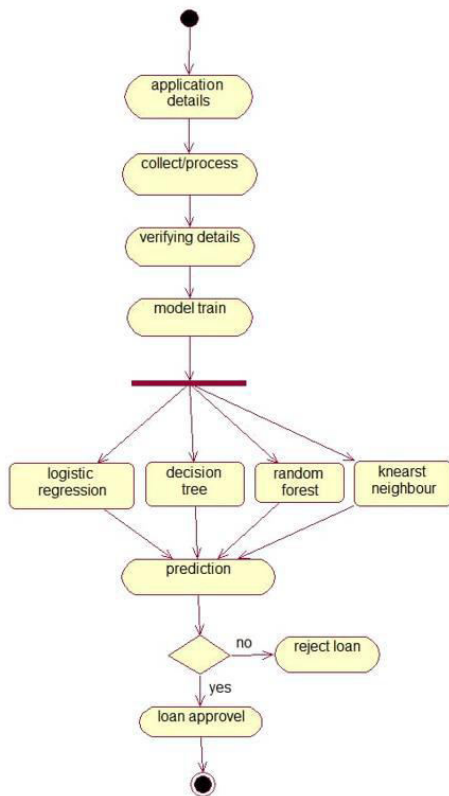 application
details
collect/process
verifying details
model train
logistic
regression
decision
tree
random
forest
knearst
neighbour
prediction
no
reject loan
yes
loan approvel